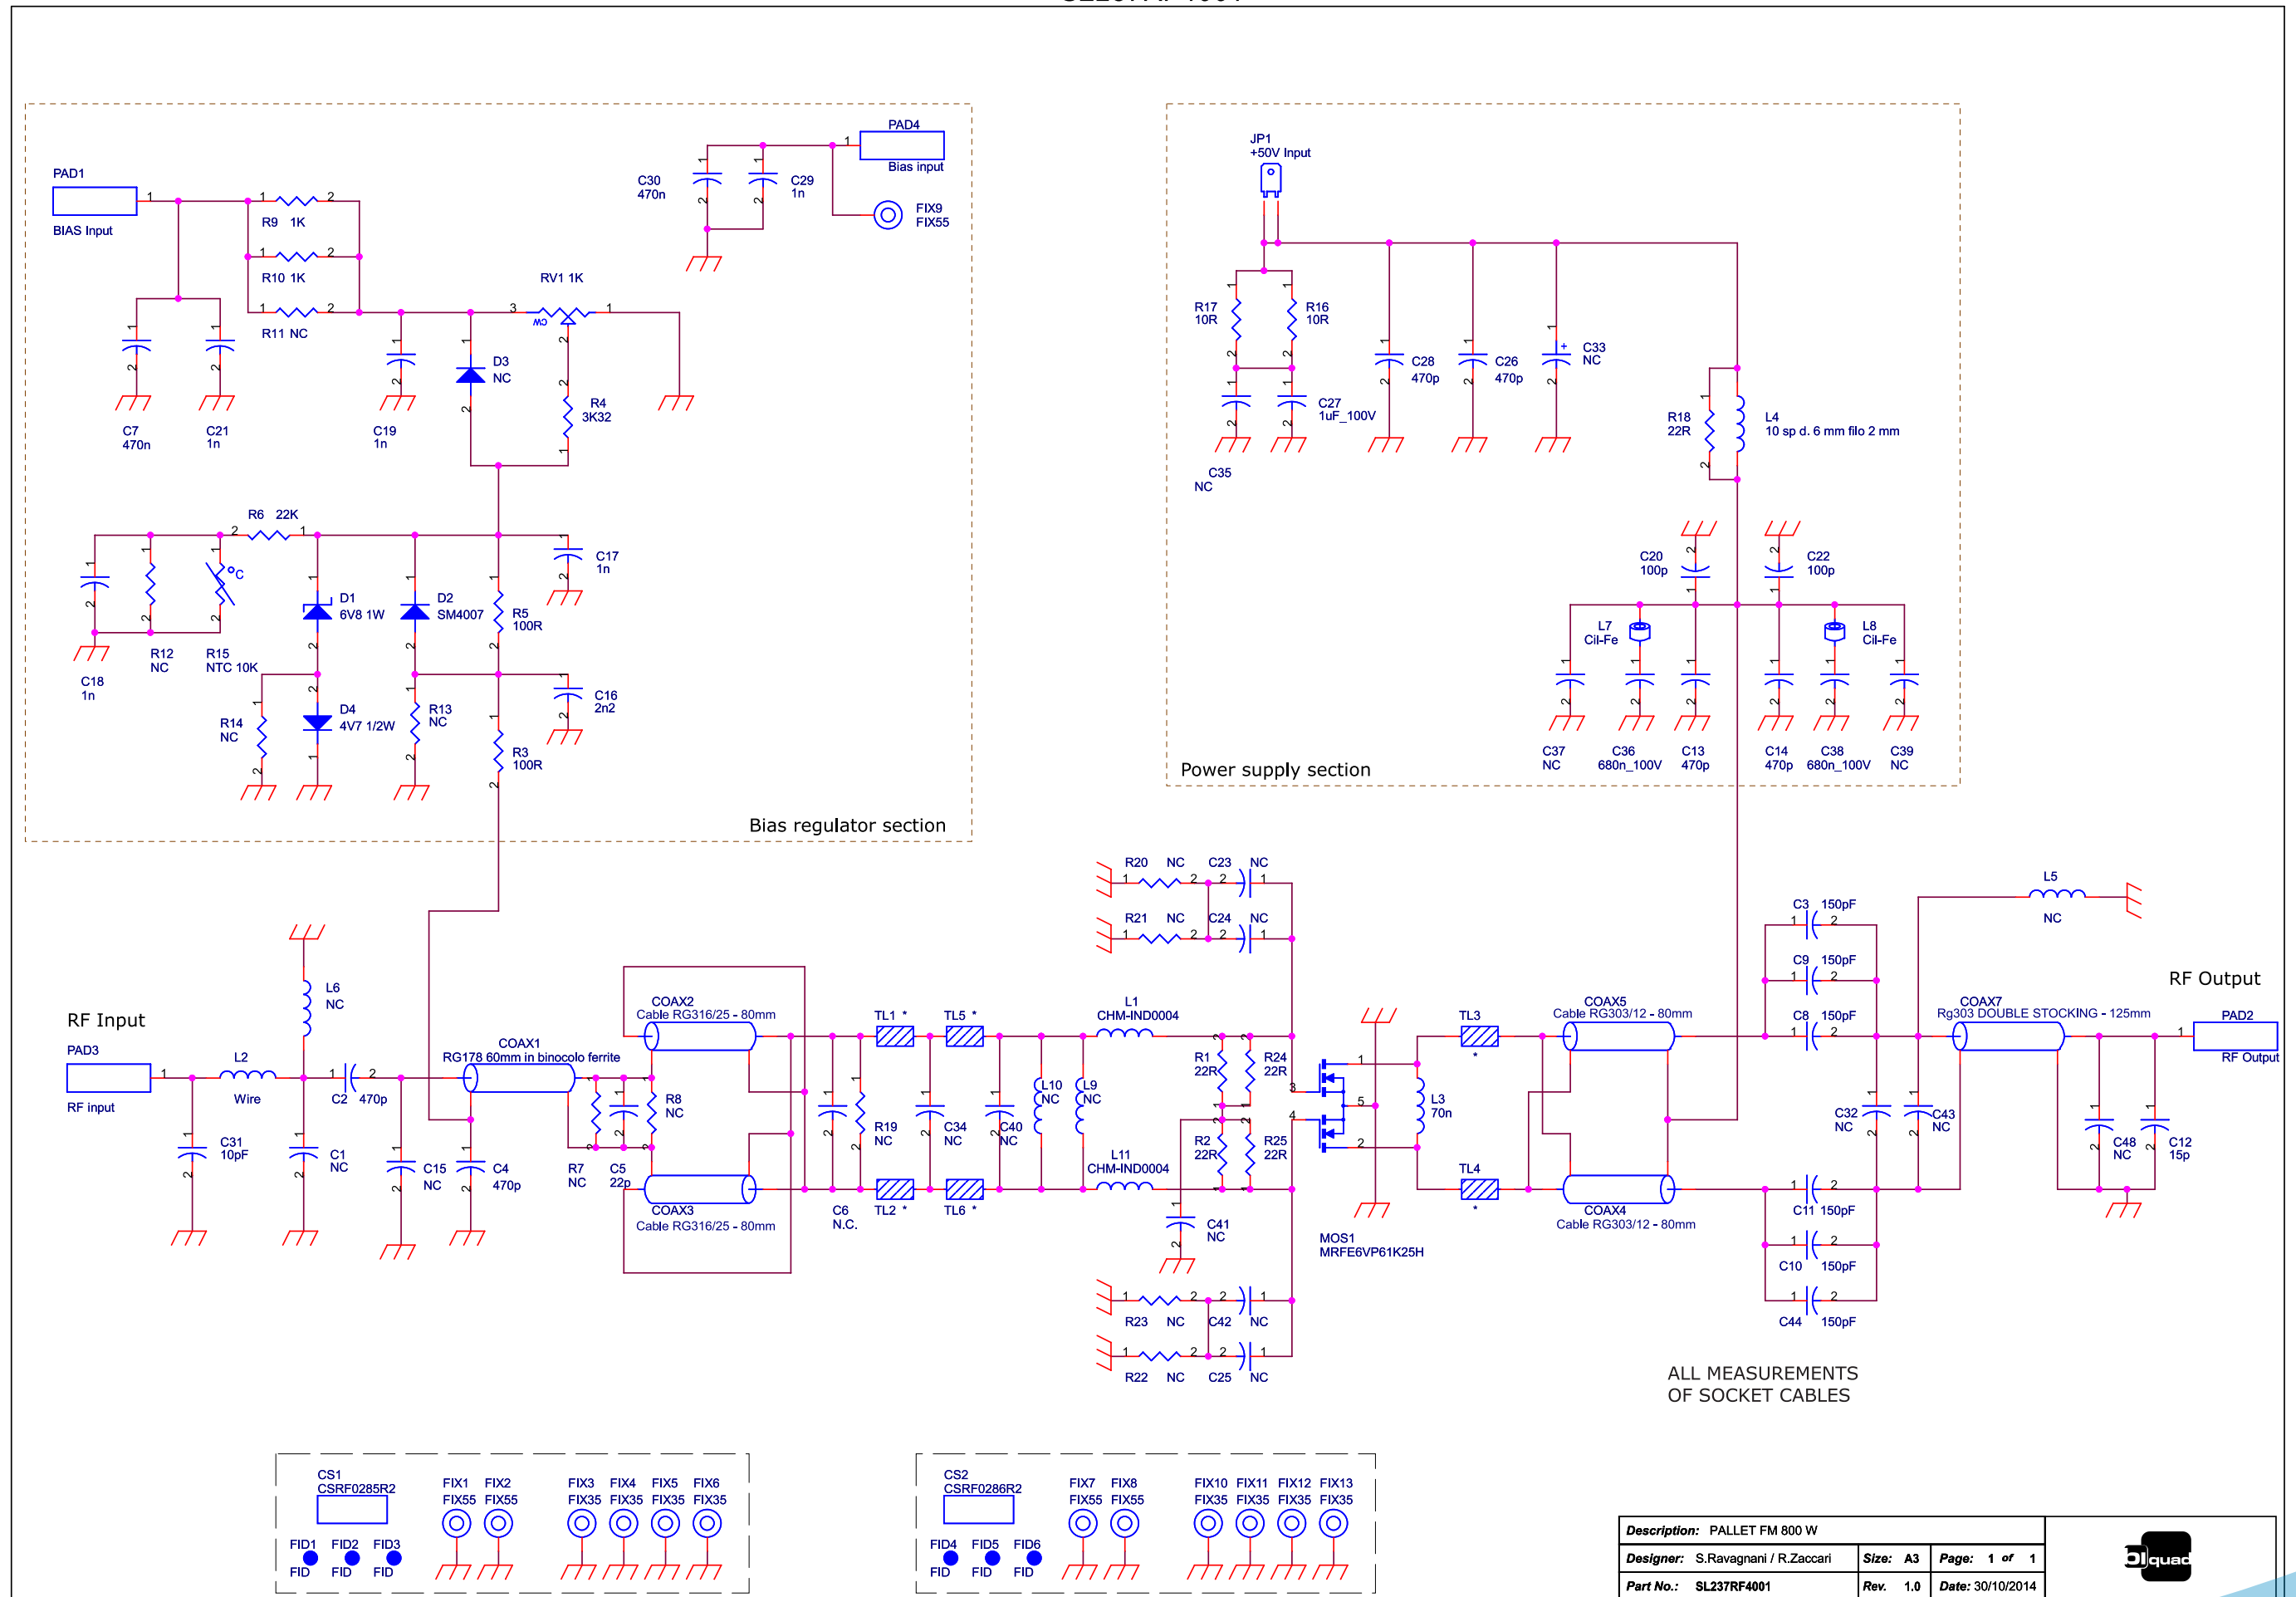 PAD4
Bias input
C30
470n
C29
1n
FIX9
FIX55
PAD1
BIAS Input
R9 1K
R10 1K
R11 NC
RV1 1K
CW
C7
470n
C21
1n
C19
1n
D3
NC
R4
3K32
R6 22K
C17
1n
°C
D1
6V8 1W
D2
SM4007
R5
100R
R12
NC
R15
NTC 10K
C18
1n
R14
NC
D4
4V7 1/2W
R13
NC
C16
2n2
R3
100R
Bias regulator section
JP1
+50V Input
R17
10R
R16
10R
C28
470p
C26
470p
C33
NC
C27
1uF_100V
C35
NC
R18
22R
L4
10 sp d. 6 mm filo 2 mm
C20
100p
C22
100p
L7
Cil-Fe
L8
Cil-Fe
C37
NC
C36
680n_100V
C13
470p
C14
470p
C38
680n_100V
C39
NC
Power supply section
R20 NC C23 NC
R21 NC C24 NC
L5
NC
C3 150pF
C9 150pF
C8 150pF
RF Input
PAD3
RF input
L2
Wire
L6
NC
C2 470p
C31
10pF
C1
NC
C15
NC
C4
470p
COAX1
RG178 60mm in binocolo ferrite
COAX2
Cable RG316/25 - 80mm
R7
NC
C5
22p
R8
NC
COAX3
Cable RG316/25 - 80mm
C6
N.C.
R19
NC
TL1 *
TL5 *
TL2 *
TL6 *
C34
NC
C40
NC
L10
NC
L9
NC
L1
CHM-IND0004
L11
CHM-IND0004
R1
22R
R24
22R
R2
22R
R25
22R
C41
NC
MOS1
MRFE6VP61K25H
L3
70n
TL3
*
TL4
*
COAX5
Cable RG303/12 - 80mm
COAX4
Cable RG303/12 - 80mm
C32
NC
C43
NC
COAX7
Rg303 DOUBLE STOCKING - 125mm
C48
NC
C12
15p
RF Output
PAD2
RF Output
C11 150pF
C10 150pF
C44 150pF
R23 NC C42 NC
R22 NC C25 NC
ALL MEASUREMENTS
OF SOCKET CABLES
CS1
CSRF0285R2
FID1 FID2 FID3
FID FID FID
FIX1 FIX2 FIX3 FIX4 FIX5 FIX6
FIX55 FIX55 FIX35 FIX35 FIX35 FIX35
CS2
CSRF0286R2
FID4 FID5 FID6
FID FID FID
FIX7 FIX8 FIX10 FIX11 FIX12 FIX13
FIX55 FIX55 FIX35 FIX35 FIX35 FIX35
Description: PALLET FM 800 W
Designer: S.Ravagnani / R.Zaccari Size: A3 Page: 1 of 1
Part No.: SL237RF4001 Rev. 1.0 Date: 30/10/2014
quad